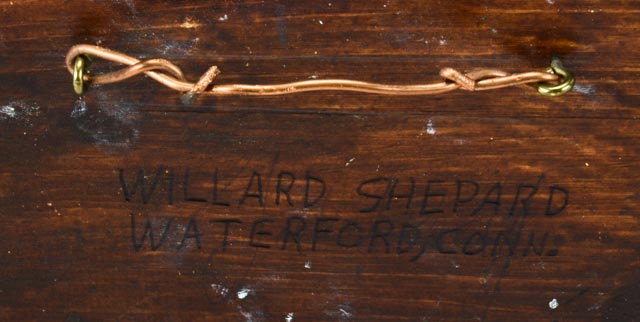 WILLARD SHEPARD
WATERFORD, CONN.